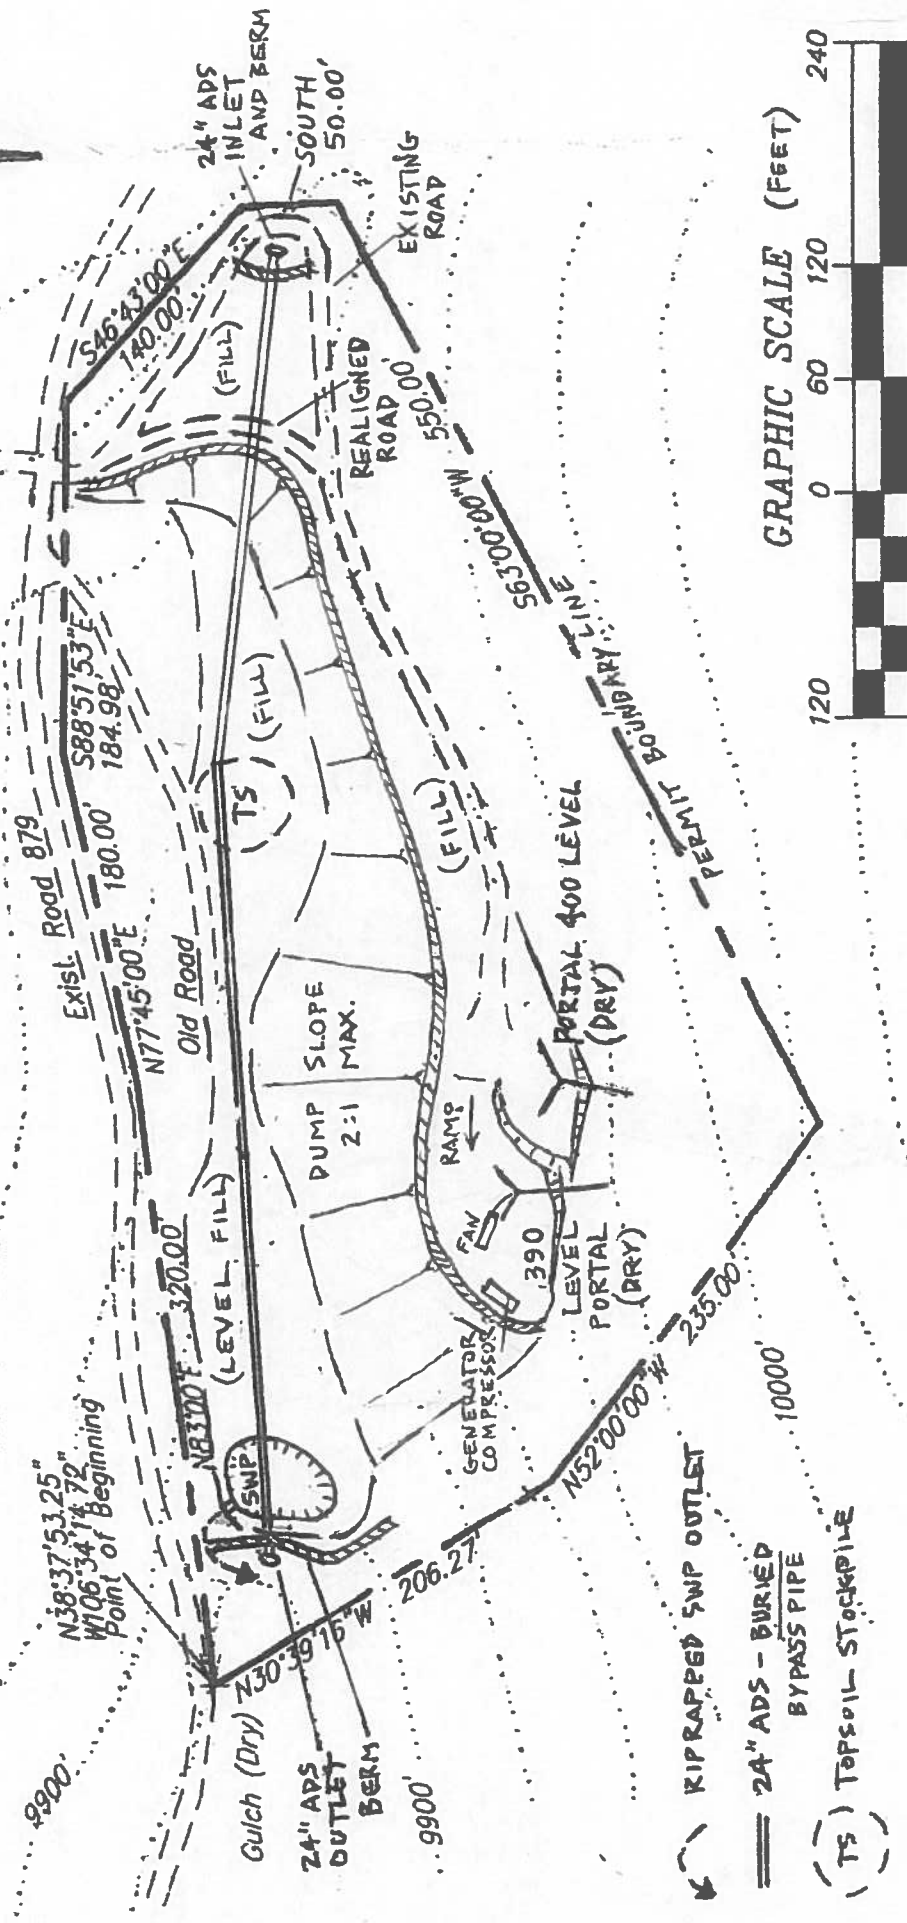 9900'
N38°37'53.25"
W106°34'14.72"
Point of Beginning
Exist. Road 879
N83°00'E
320.00'
N77°45'00"E
180.00'
S88°51'53"E
184.98'
S46°43'00"E
140.00'
24" ADS
INLET
AND BERM
SOUTH
50.00'
EXISTING
ROAD
REALIGNED
ROAD
(FILL)
Old Road
(LEVEL FILL)
SWP
TS
(FILL)
DUMP SLOPE
2:1 MAX.
(FILL)
RAMP
FAN
390
LEVEL
PORTAL
(DRY)
PORTAL 400 LEVEL
(DRY)
GENERATOR
COMPRESSOR
S63°00'00"W
550.00'
PERMIT BOUNDARY LINE
N52°00'00"W
235.00'
N30°39'16"W
206.27'
Gulch (Dry)
24" ADS
OUTLET
BERM
9900'
1000'
RIPRAPPED SWP OUTLET
24" ADS - BURIED
BYPASS PIPE
(TS) TOPSOIL STOCKPILE
GRAPHIC SCALE (FEET)
120 0 60 120 240